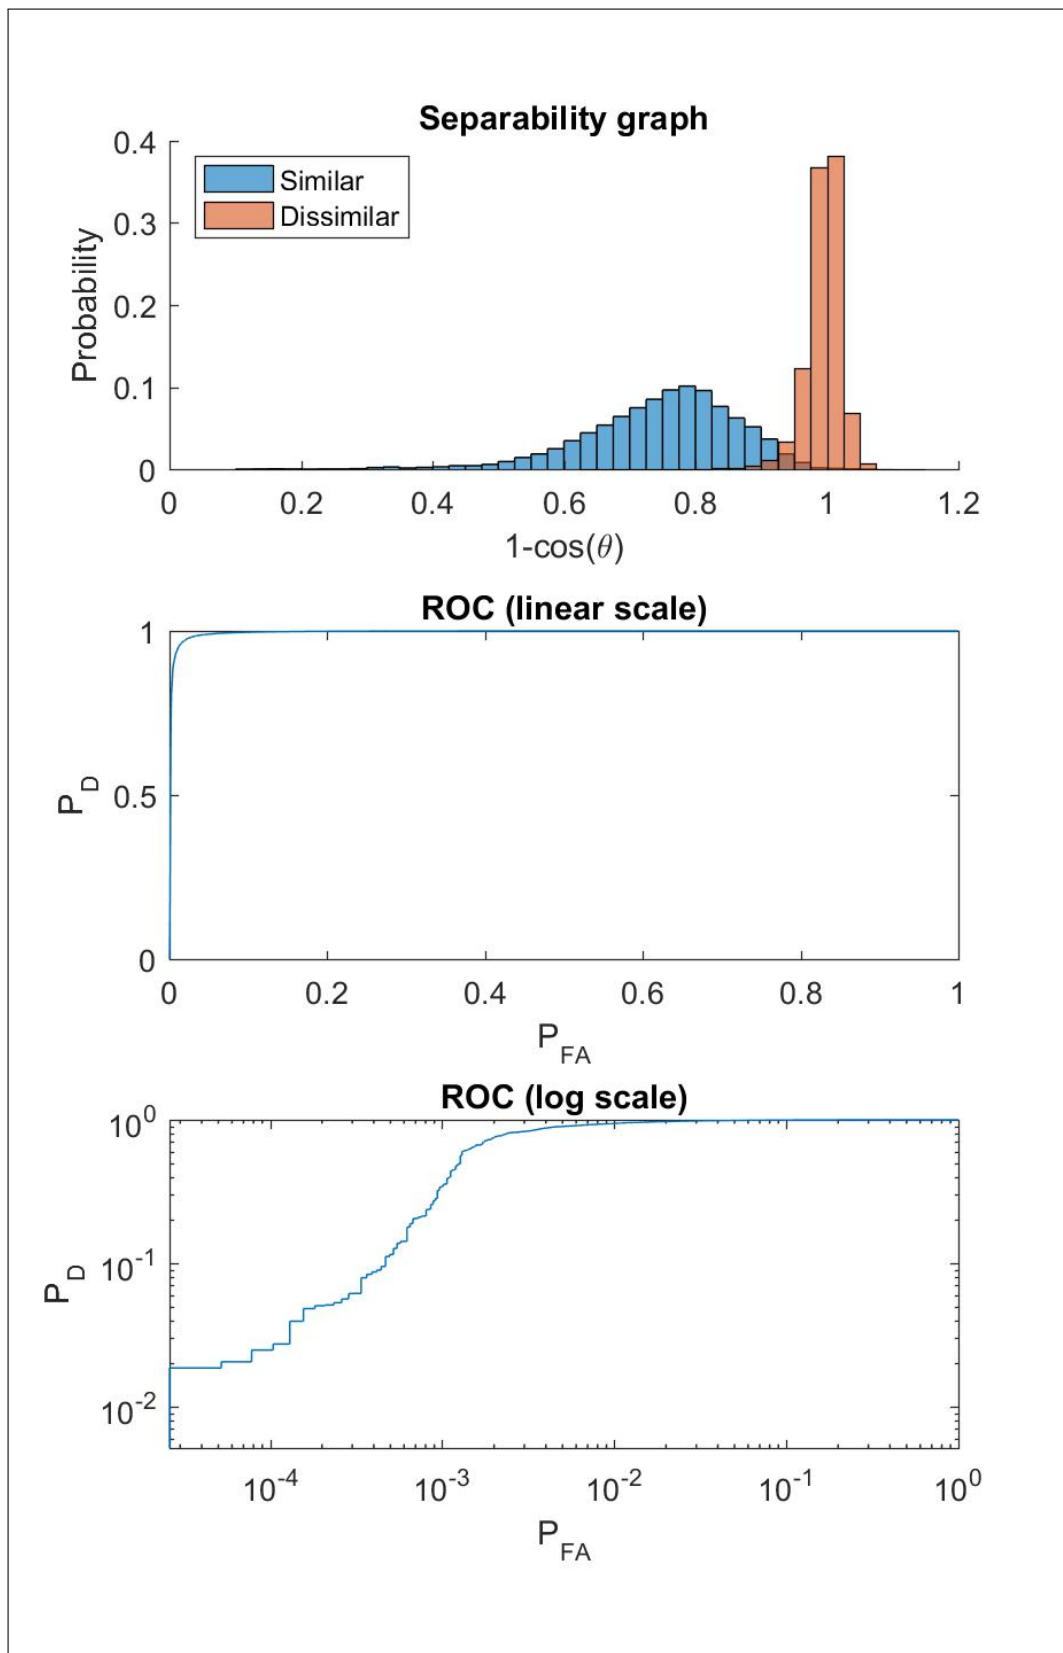 Separability graph
0.4
0.3
0.2
0.1
0
Probability
Similar
Dissimilar
0 0.2 0.4 0.6 0.8 1 1.2
1-cos(θ)
ROC (linear scale)
1
0.5
0
P_D
0 0.2 0.4 0.6 0.8 1
P_FA
ROC (log scale)
10^0
10^-1
10^-2
P_D
10^-4 10^-3 10^-2 10^-1 10^0
P_FA